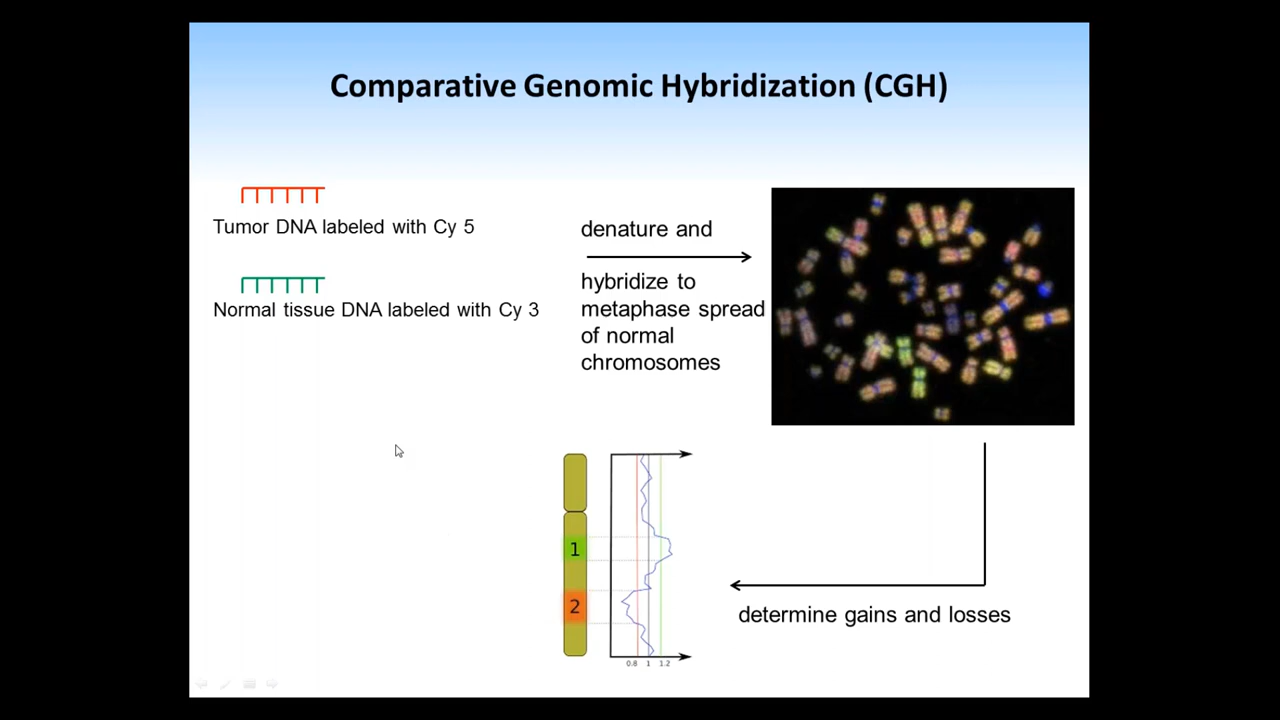 Comparative Genomic Hybridization (CGH)
Tumor DNA labeled with Cy 5
Normal tissue DNA labeled with Cy 3
denature and
hybridize to
metaphase spread
of normal
chromosomes
1
2
0.8 1 1.2
determine gains and losses